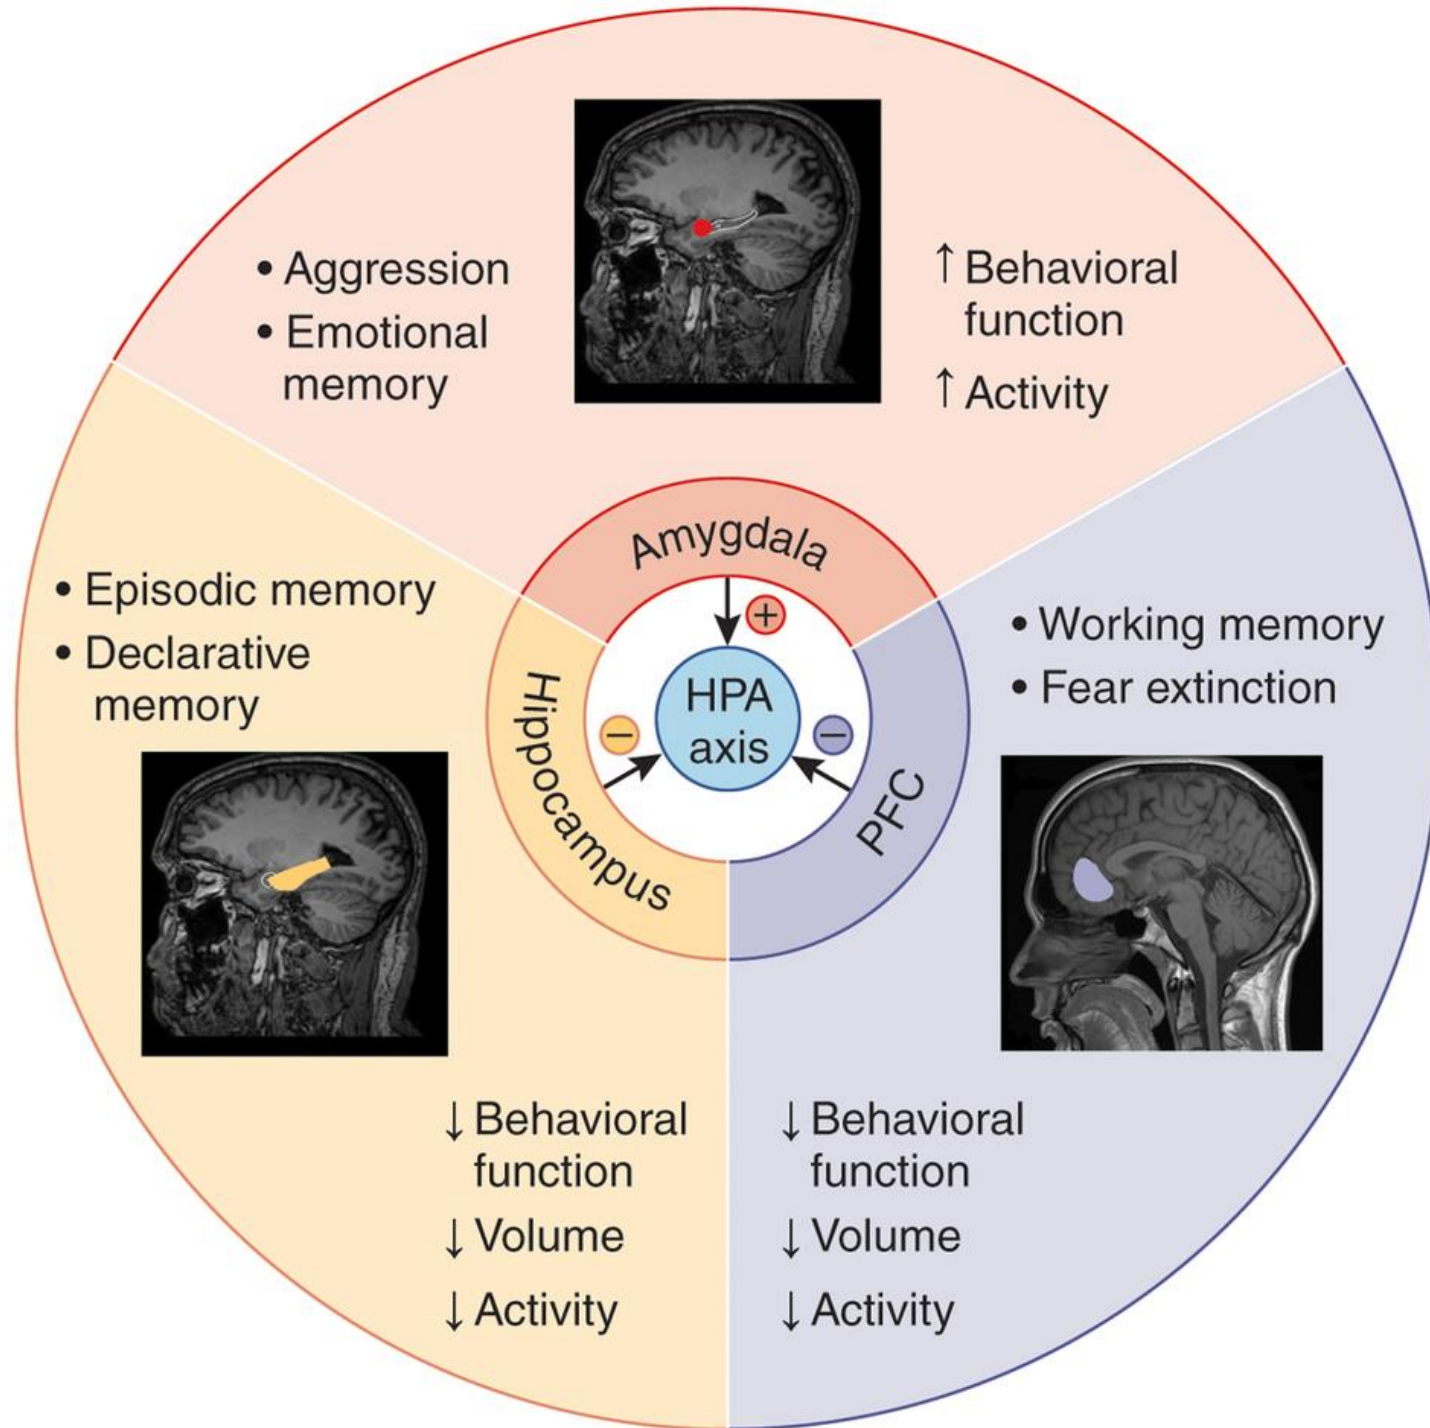 • Aggression
• Emotional
memory
↑ Behavioral
function
↑ Activity
Amygdala
+
HPA
axis
−
−
Hippocampus
PFC
• Episodic memory
• Declarative
memory
• Working memory
• Fear extinction
↓ Behavioral
function
↓ Volume
↓ Activity
↓ Behavioral
function
↓ Volume
↓ Activity